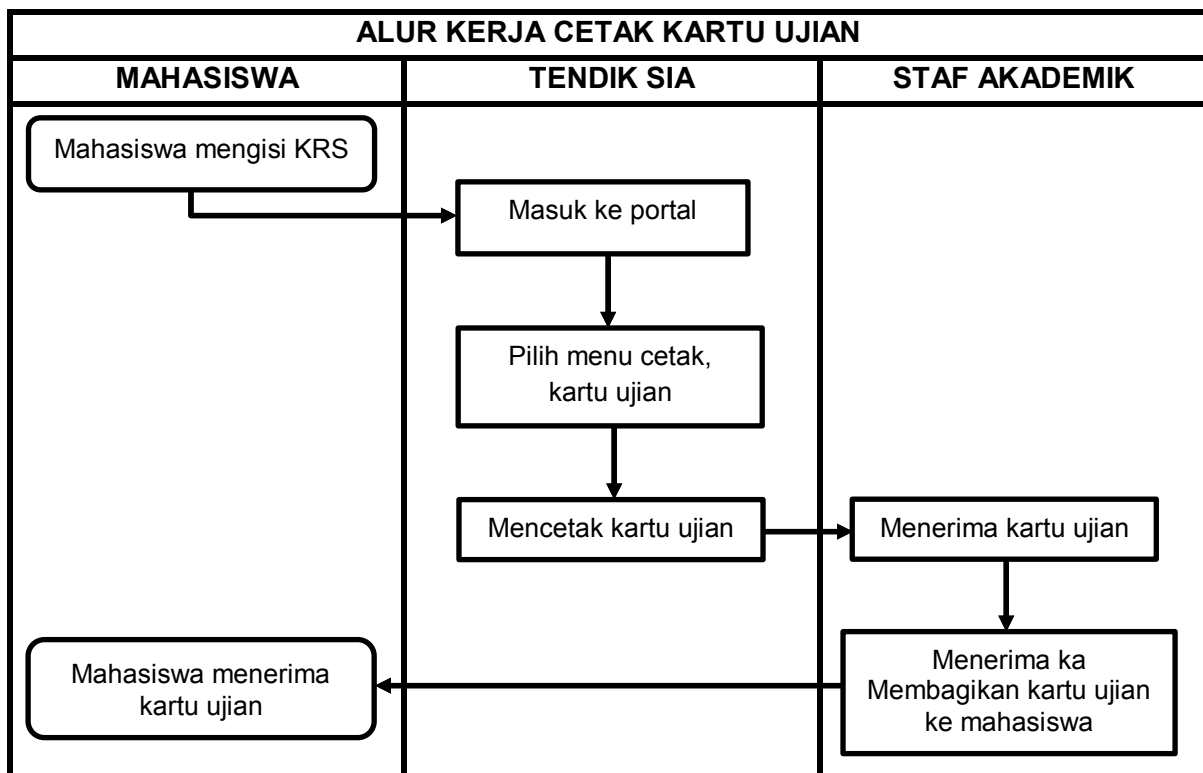 ALUR KERJA CETAK KARTU UJIAN
MAHASISWA
TENDIK SIA
STAF AKADEMIK
Mahasiswa mengisi KRS
Masuk ke portal
Pilih menu cetak,
kartu ujian
Mencetak kartu ujian
Menerima kartu ujian
Menerima ka
Membagikan kartu ujian
ke mahasiswa
Mahasiswa menerima
kartu ujian